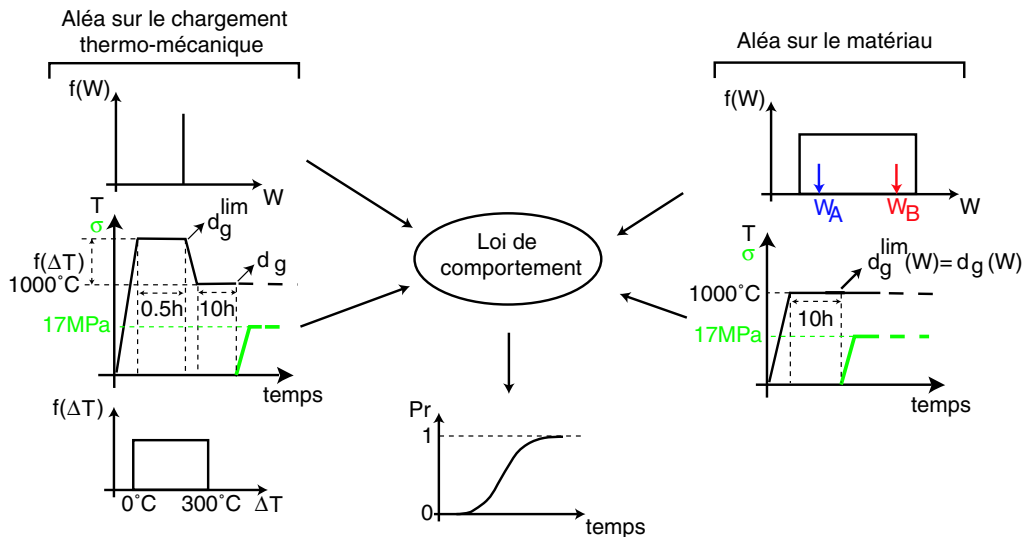 Aléa sur le chargement
thermo-mécanique
f(W)
W
T
σ
d_g^lim
f(ΔT)
d_g
1000°C
0.5h
10h
17MPa
temps
f(ΔT)
0°C
300°C
ΔT
Loi de
comportement
Pr
1
0
temps
Aléa sur le matériau
f(W)
W_A
W_B
W
T
σ
d_g^lim(W)=d_g(W)
1000°C
10h
17MPa
temps